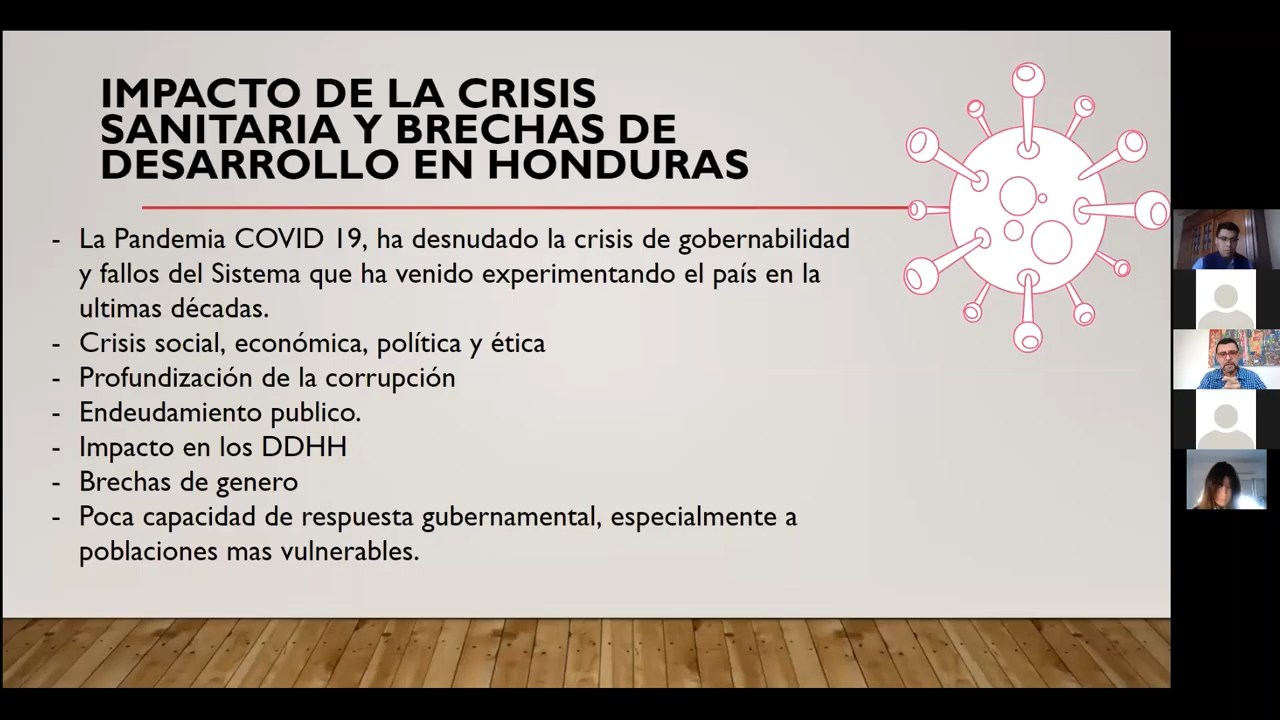 IMPACTO DE LA CRISIS
SANITARIA Y BRECHAS DE
DESARROLLO EN HONDURAS
- La Pandemia COVID 19, ha desnudado la crisis de gobernabilidad
y fallos del Sistema que ha venido experimentando el país en la
ultimas décadas.
- Crisis social, económica, política y ética
- Profundización de la corrupción
- Endeudamiento publico.
- Impacto en los DDHH
- Brechas de genero
- Poca capacidad de respuesta gubernamental, especialmente a
poblaciones mas vulnerables.